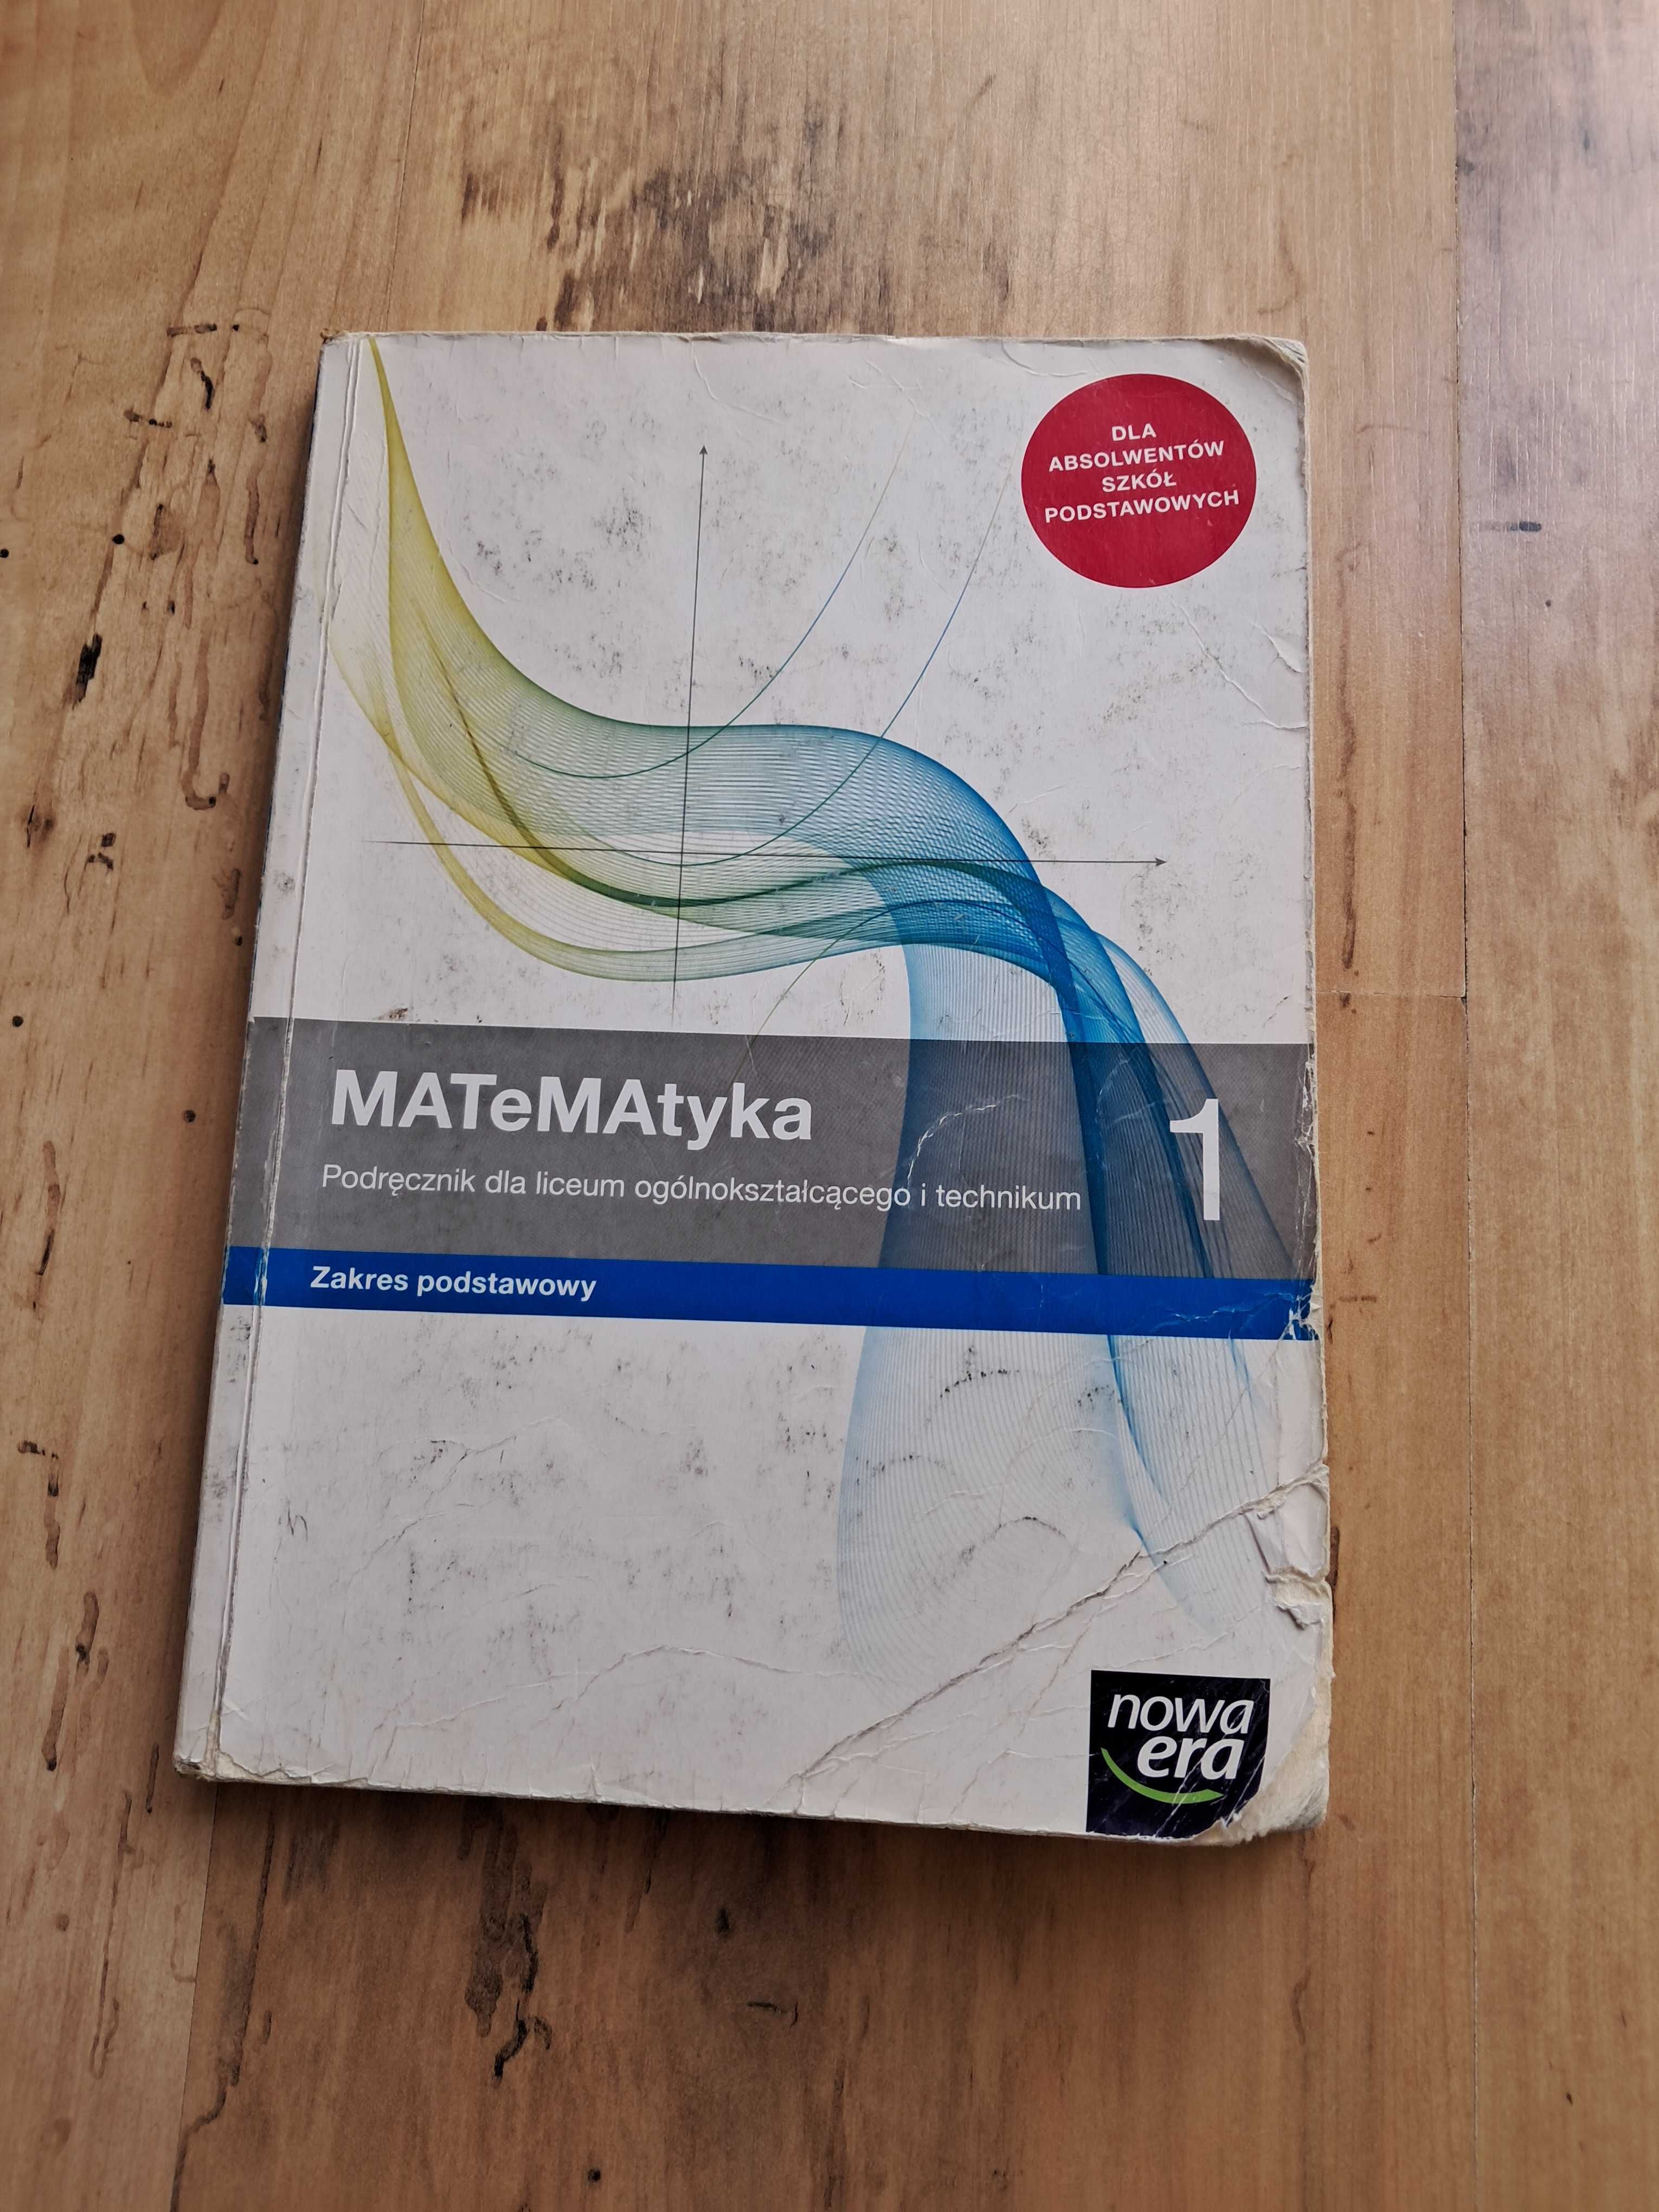 DLA
ABSOLWENTÓW
SZKÓŁ
PODSTAWOWYCH
MATeMAtyka
1
Podręcznik dla liceum ogólnokształcącego i technikum
Zakres podstawowy
nowa
era